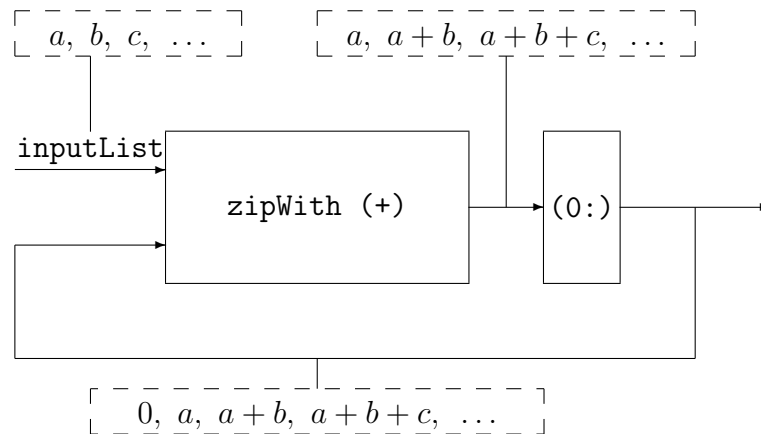 a, b, c, …
a, a + b, a + b + c, …
inputList
zipWith (+)
(0:)
0, a, a + b, a + b + c, …